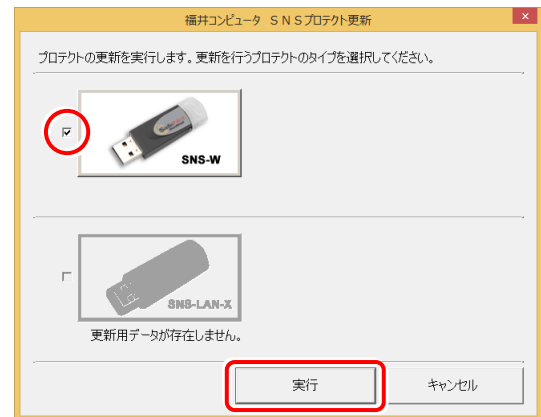 福井コンピュータ ＳＮＳプロテクト更新
プロテクトの更新を実行します。更新を行うプロテクトのタイプを選択してください。
SNS-W
SNS-LAN-X
更新用データが存在しません。
実行
キャンセル